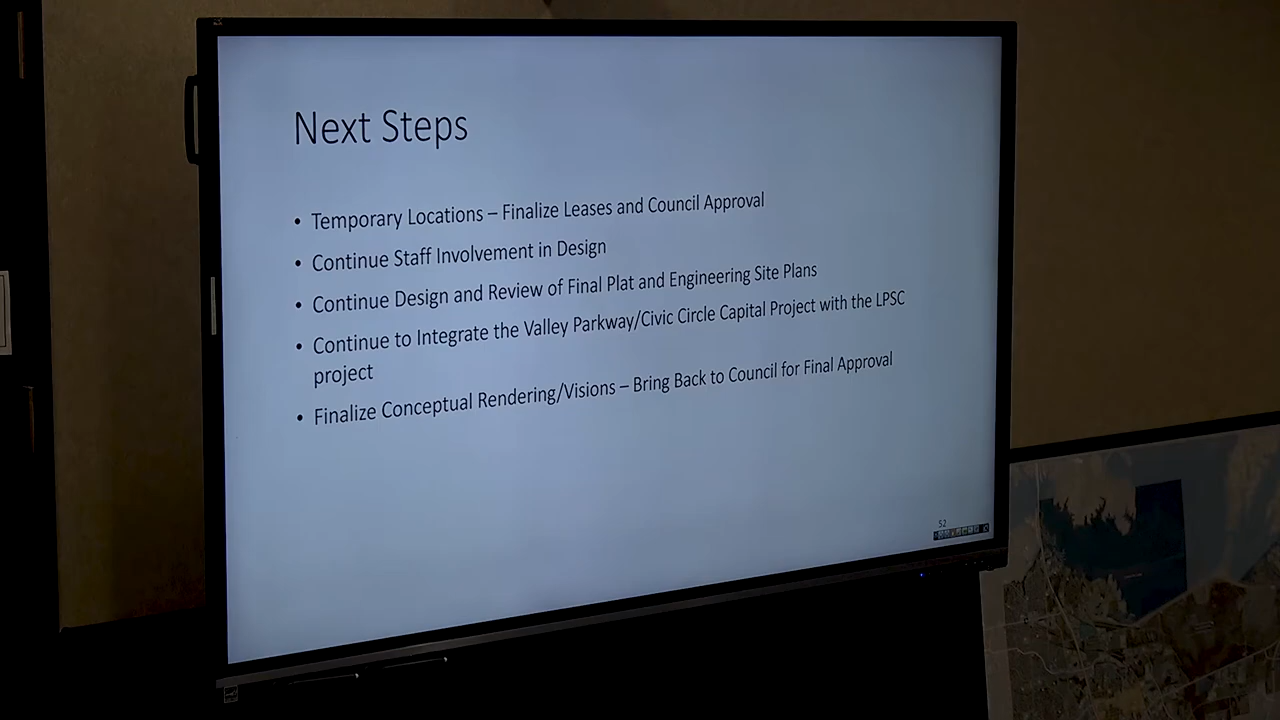 Next Steps
• Temporary Locations – Finalize Leases and Council Approval
• Continue Staff Involvement in Design
• Continue Design and Review of Final Plat and Engineering Site Plans
• Continue to Integrate the Valley Parkway/Civic Circle Capital Project with the LPSC
project
• Finalize Conceptual Rendering/Visions – Bring Back to Council for Final Approval
52